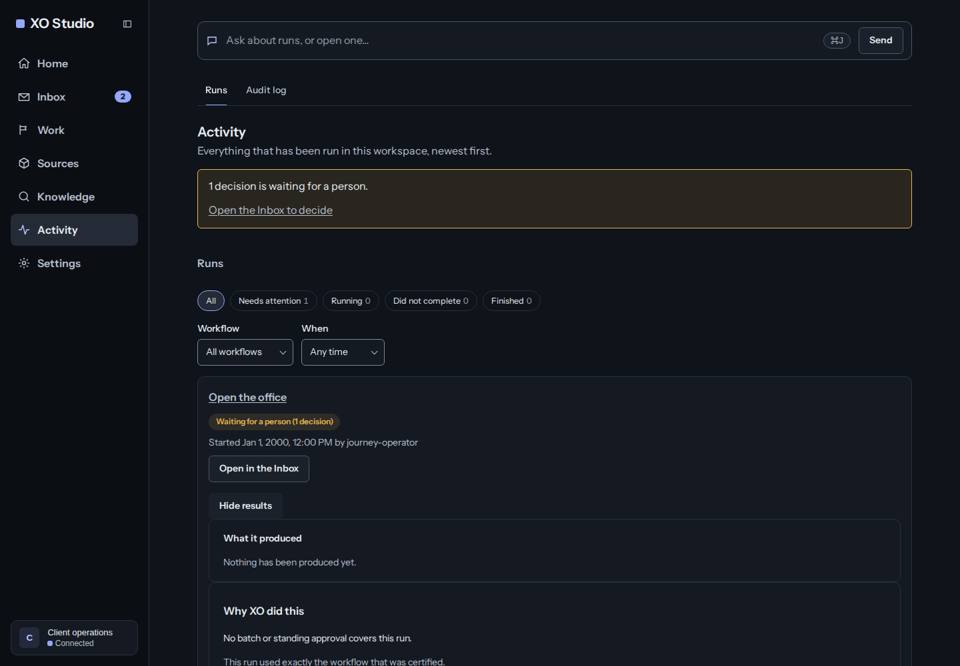 XO Studio
Home
Inbox 2
Work
Sources
Knowledge
Activity
Settings
C
Client operations
Connected
Ask about runs, or open one...
⌘J
Send
Runs
Audit log
Activity
Everything that has been run in this workspace, newest first.
1 decision is waiting for a person.
Open the Inbox to decide
Runs
All
Needs attention 1
Running 0
Did not complete 0
Finished 0
Workflow
When
All workflows
Any time
Open the office
Waiting for a person (1 decision)
Started Jan 1, 2000, 12:00 PM by journey-operator
Open in the Inbox
Hide results
What it produced
Nothing has been produced yet.
Why XO did this
No batch or standing approval covers this run.
This run used exactly the workflow that was certified.